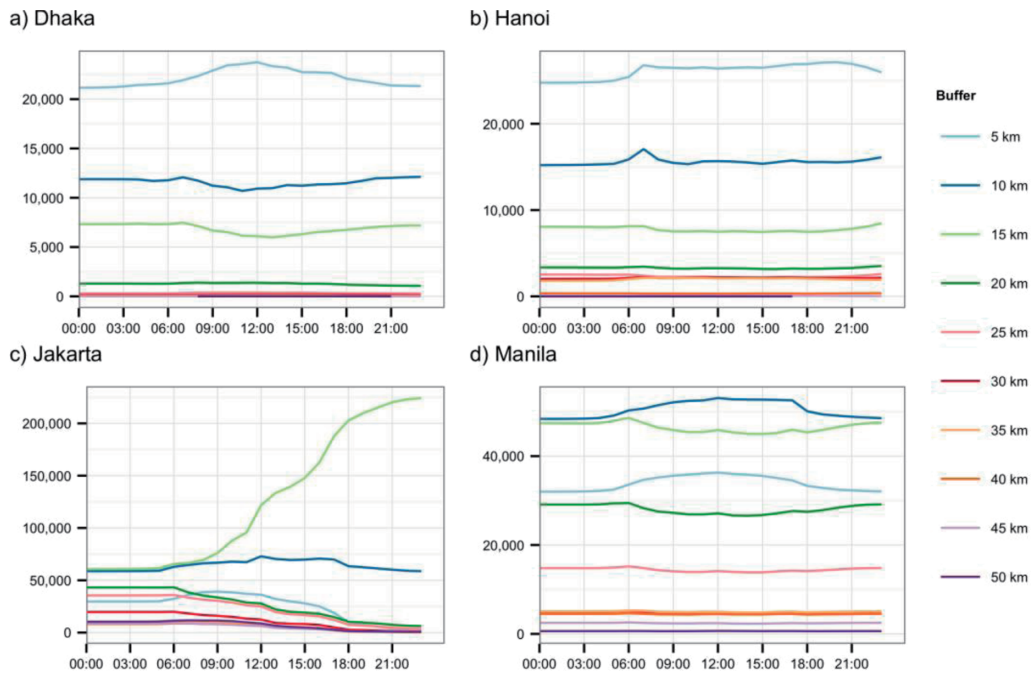 a) Dhaka
20,000
15,000
10,000
5,000
0
00:00 03:00 06:00 09:00 12:00 15:00 18:00 21:00
b) Hanoi
20,000
10,000
0
00:00 03:00 06:00 09:00 12:00 15:00 18:00 21:00
Buffer
5 km
10 km
15 km
20 km
25 km
30 km
35 km
40 km
45 km
50 km
c) Jakarta
200,000
150,000
100,000
50,000
0
00:00 03:00 06:00 09:00 12:00 15:00 18:00 21:00
d) Manila
40,000
20,000
0
00:00 03:00 06:00 09:00 12:00 15:00 18:00 21:00